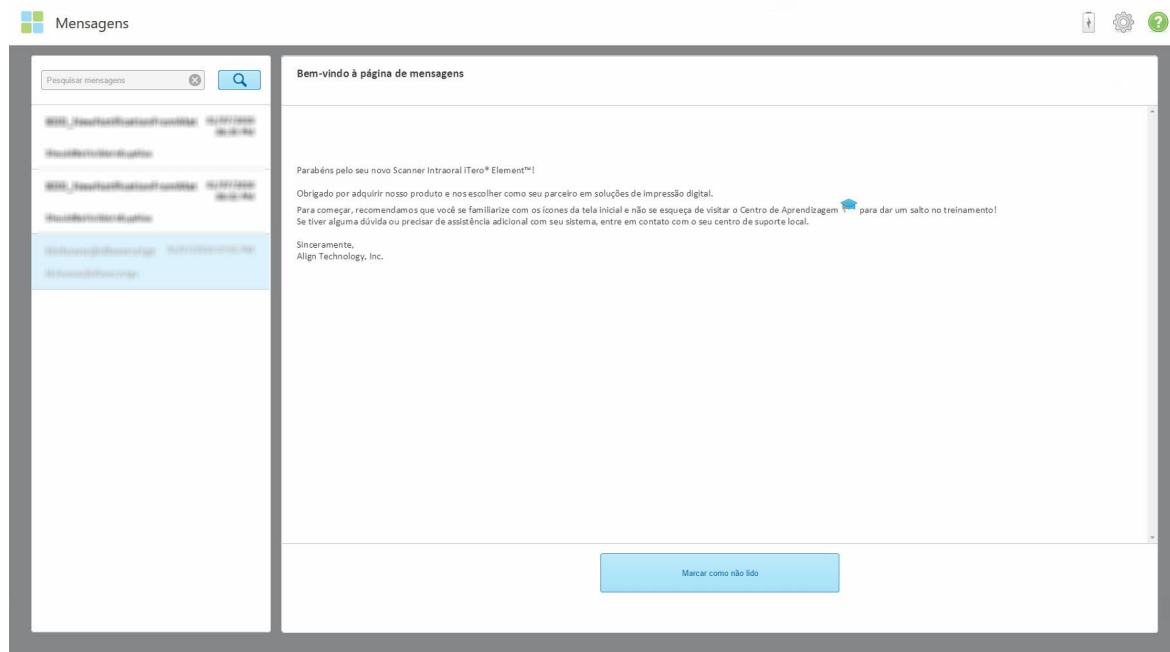 Mensagens
Pesquisar mensagens
Bem-vindo à página de mensagens
Parabéns pelo seu novo Scanner Intraoral iTero® Element™!
Obrigado por adquirir nosso produto e nos escolher como seu parceiro em soluções de impressão digital.
Para começar, recomendamos que você se familiarize com os ícones da tela inicial e não se esqueça de visitar o Centro de Aprendizagem para dar um salto no treinamento!
Se tiver alguma dúvida ou precisar de assistência adicional com seu sistema, entre em contato com o seu centro de suporte local.
Sinceramente,
Align Technology, Inc.
Marcar como não lido